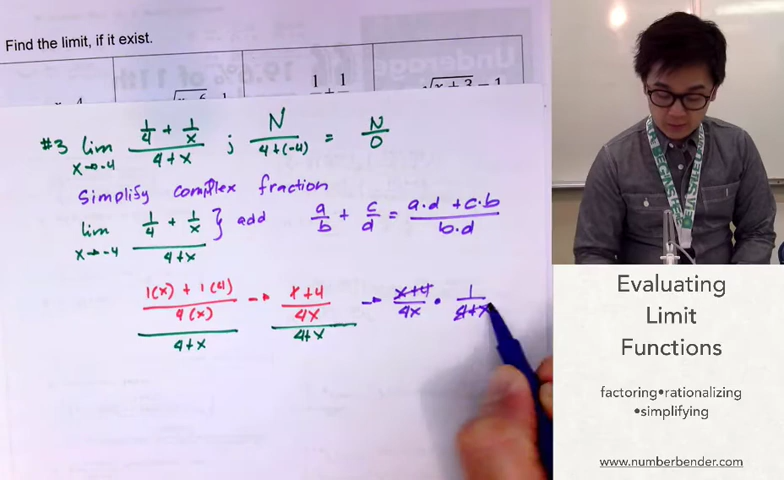 Find the limit, if it exist.
#3 lim x→-4 (1/4 + 1/x)/(4+x) ; N/(4+(-4)) = N/0
Simplify complex fraction
lim x→-4 (1/4 + 1/x)/(4+x) } add a/b + c/d = (a·d + c·b)/(b·d)
((1(x) + 1(4))/(4(x)))/(4+x) → ((x+4)/(4x))/(4+x) → (x+4)/(4x) · 1/(4+x)
Evaluating
Limit
Functions
factoring•rationalizing
•simplifying
www.numberbender.com